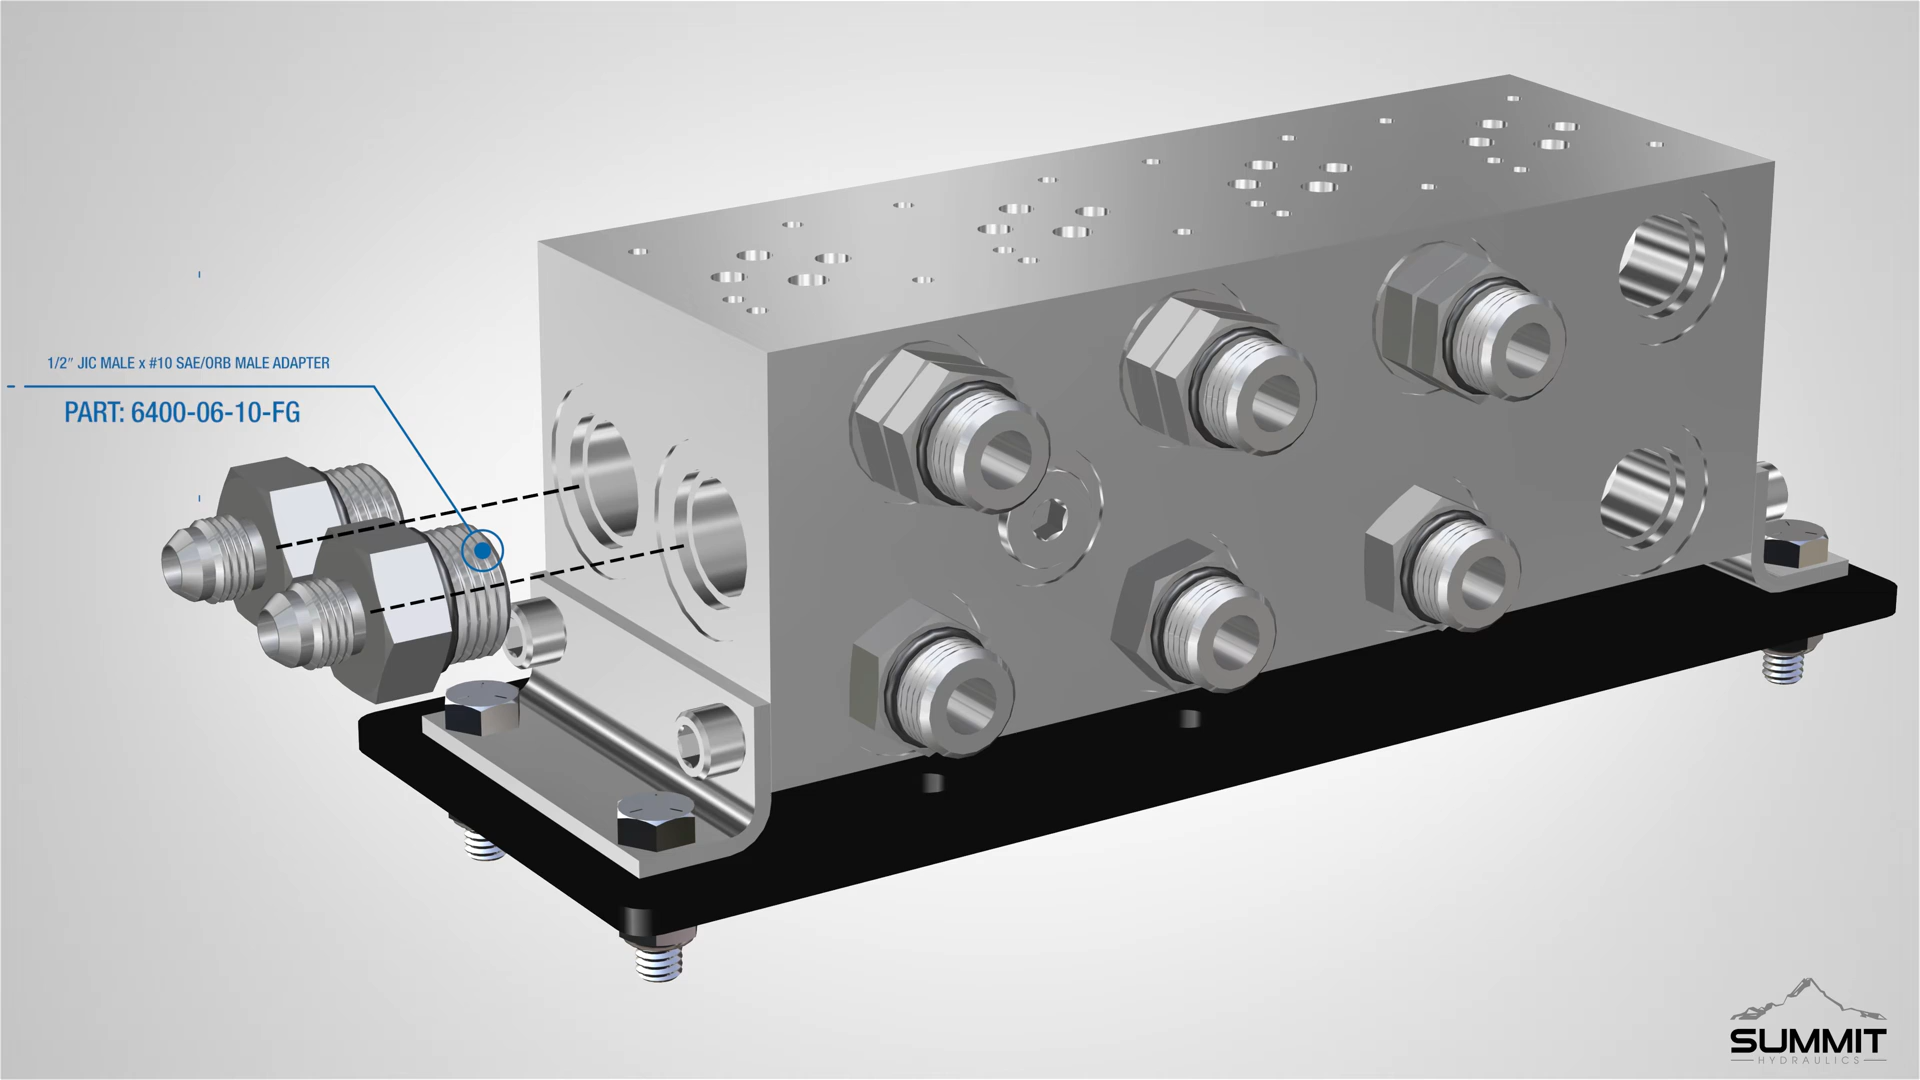 1/2" JIC MALE x #10 SAE/ORB MALE ADAPTER
PART: 6400-06-10-FG
SUMMIT
HYDRAULICS